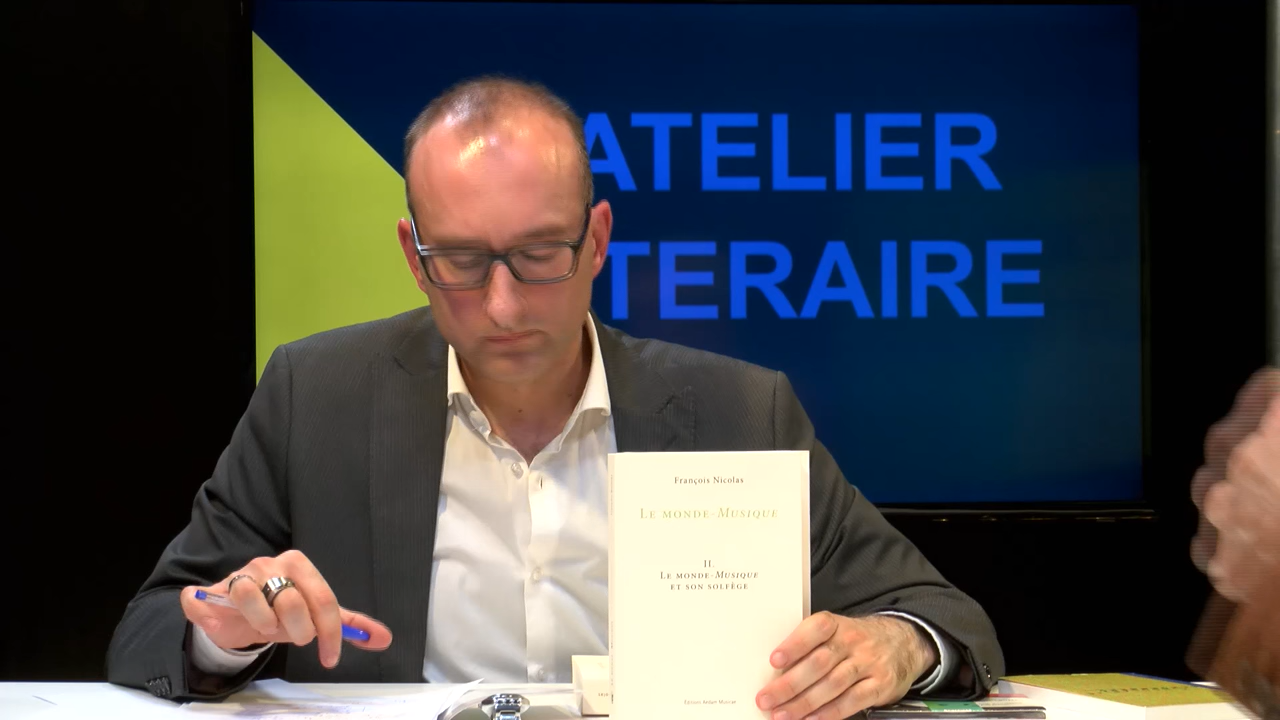 ATELIER
TERAIRE
François Nicolas
LE MONDE-MUSIQUE
II.
LE MONDE-MUSIQUE
ET SON SOLFÈGE